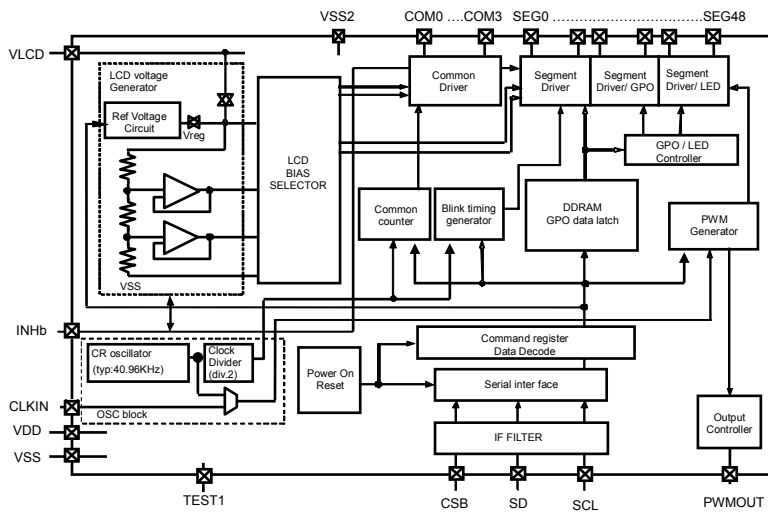 VSS2
COM0 ....COM3
SEG0 ........................ SEG48
VLCD
LCD voltage
Generator
Ref Voltage
Circuit
Vreg
VSS
LCD
BIAS
SELECTOR
Common
Driver
Segment
Driver
Segment
Driver/ GPO
Segment
Driver/ LED
GPO / LED
Controller
Common
counter
Blink timing
generator
DDRAM
GPO data latch
PWM
Generator
INHb
CR oscillator
(typ:40.96KHz)
Clock
Divider
(div.2)
OSC block
CLKIN
VDD
VSS
Power On
Reset
Command register
Data Decode
Serial inter face
IF FILTER
Output
Controller
TEST1
CSB
SD
SCL
PWMOUT